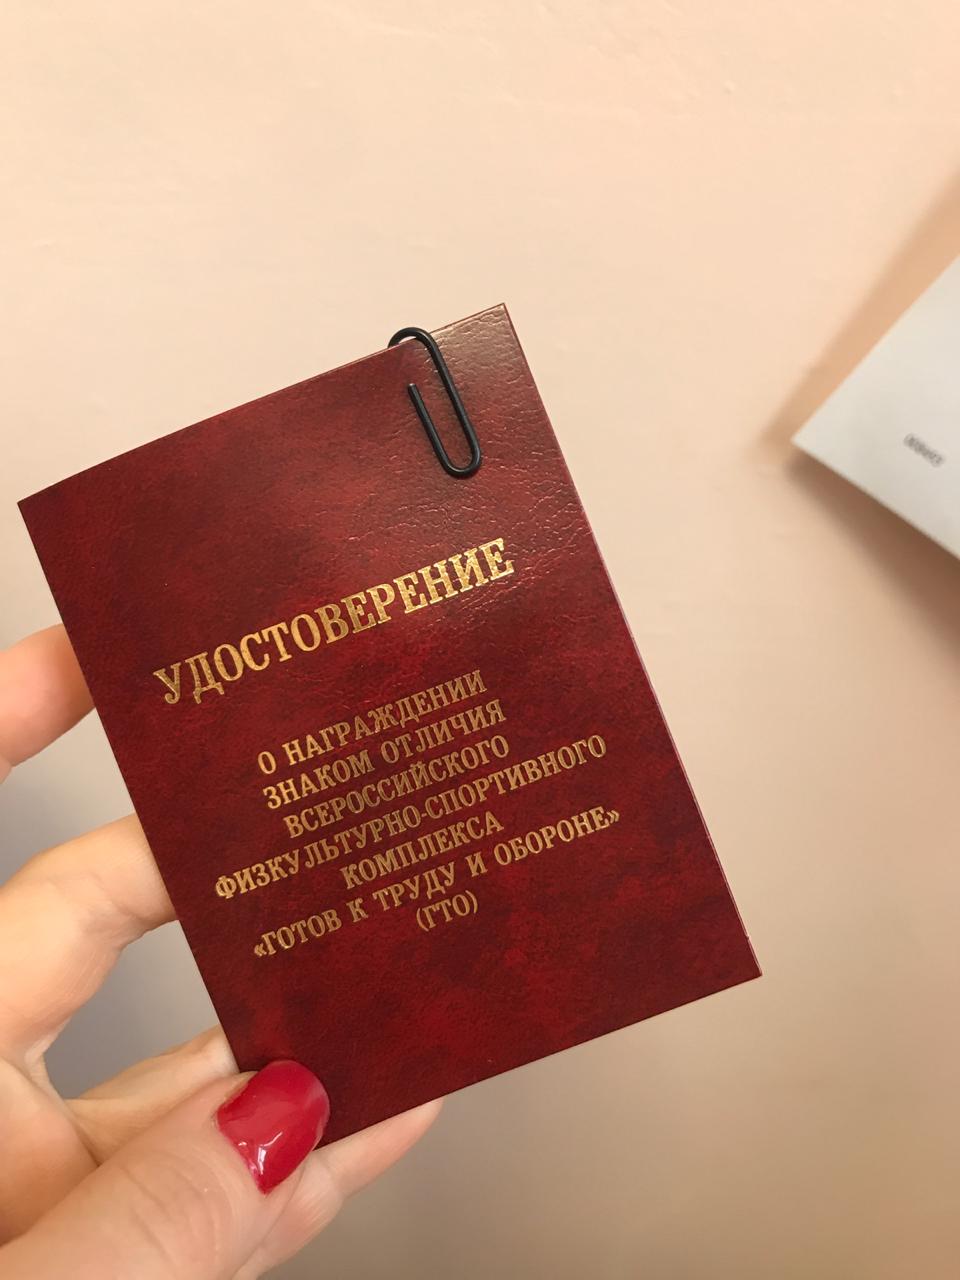 УДОСТОВЕРЕНИЕ
О НАГРАЖДЕНИИ
ЗНАКОМ ОТЛИЧИЯ
ВСЕРОССИЙСКОГО
ФИЗКУЛЬТУРНО-СПОРТИВНОГО
КОМПЛЕКСА
«ГОТОВ К ТРУДУ И ОБОРОНЕ»
(ГТО)